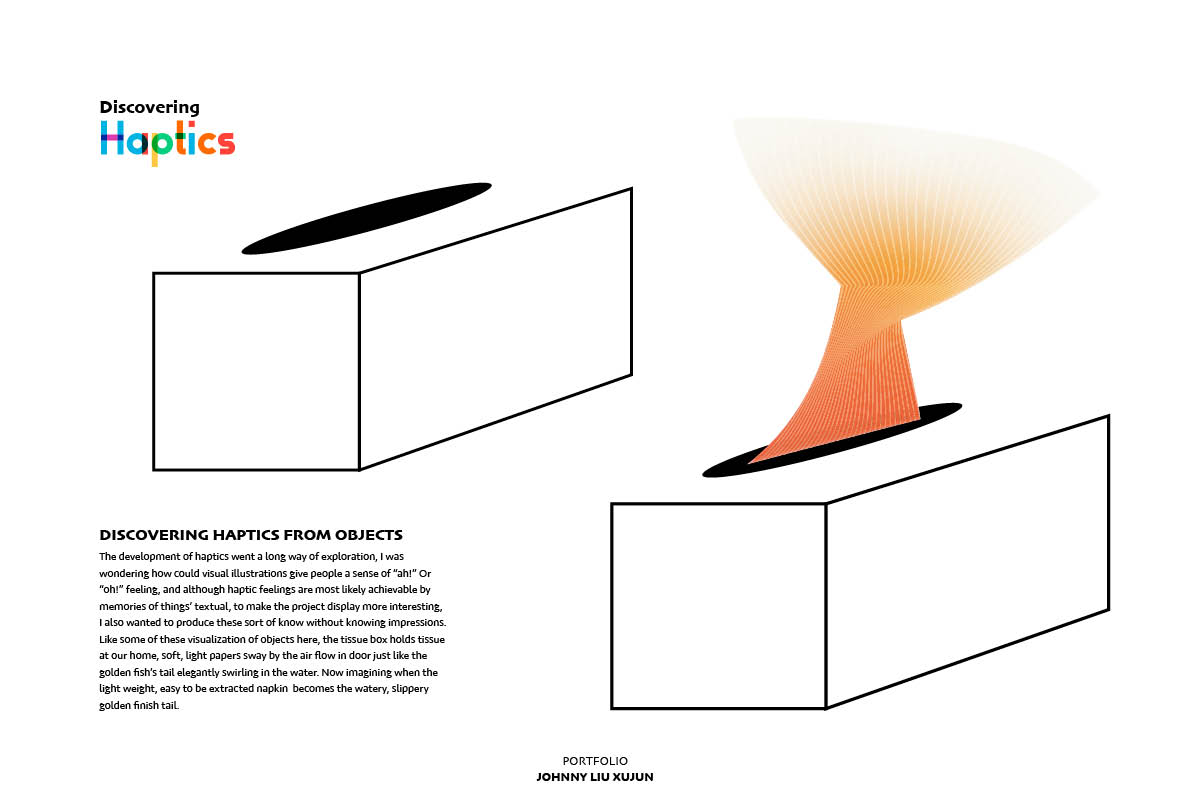 Discovering
Haptics
DISCOVERING HAPTICS FROM OBJECTS
The development of haptics went a long way of exploration, I was
wondering how could visual illustrations give people a sense of “ah!” Or
“oh!” feeling, and although haptic feelings are most likely achievable by
memories of things’ textual, to make the project display more interesting,
I also wanted to produce these sort of know without knowing impressions.
Like some of these visualization of objects here, the tissue box holds tissue
at our home, soft, light papers sway by the air flow in door just like the
golden fish’s tail elegantly swirling in the water. Now imagining when the
light weight, easy to be extracted napkin becomes the watery, slippery
golden finish tail.
PORTFOLIO
JOHNNY LIU XUJUN